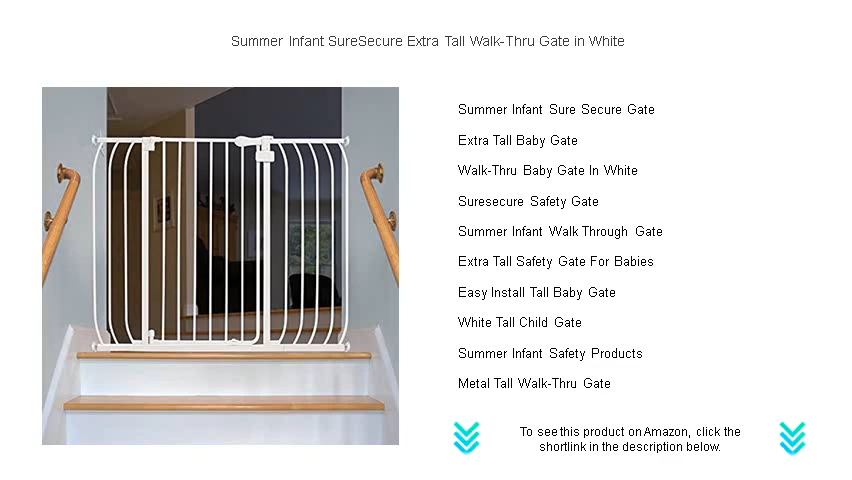 Summer Infant SureSecure Extra Tall Walk-Thru Gate in White
Summer Infant Sure Secure Gate
Extra Tall Baby Gate
Walk-Thru Baby Gate In White
Suresecure Safety Gate
Summer Infant Walk Through Gate
Extra Tall Safety Gate For Babies
Easy Install Tall Baby Gate
White Tall Child Gate
Summer Infant Safety Products
Metal Tall Walk-Thru Gate
To see this product on Amazon, click the
shortlink in the description below.